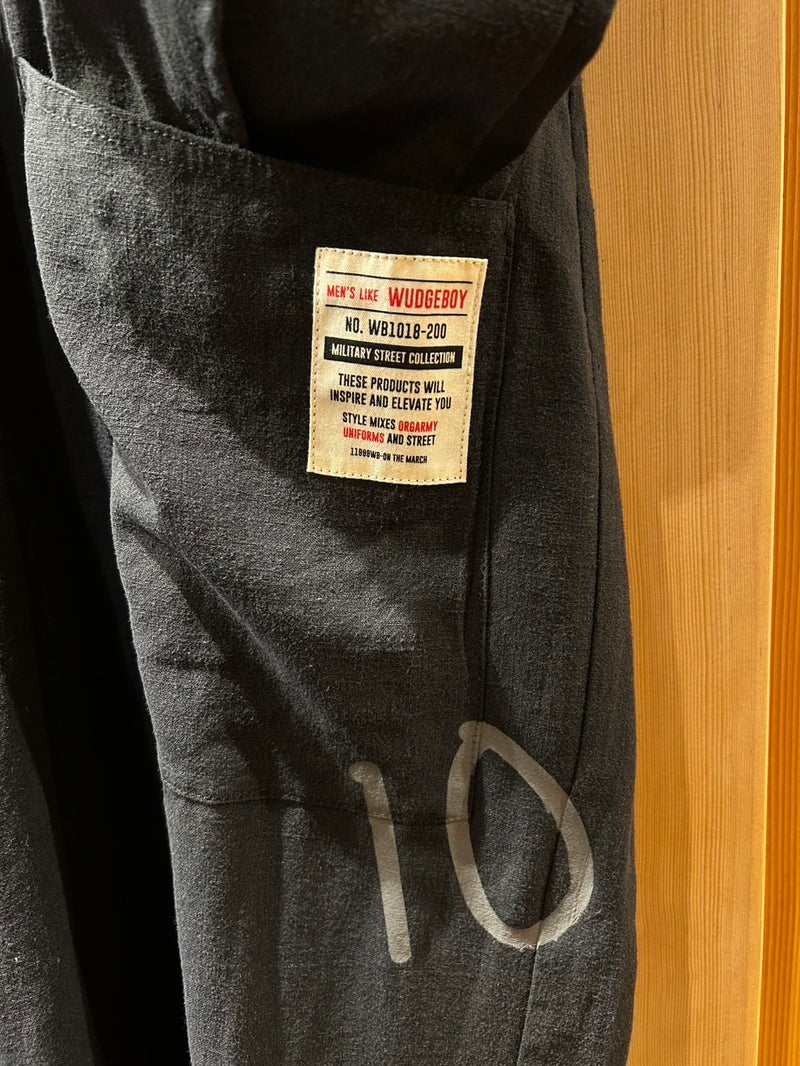 MEN'S LIKE WUDGEBOY
NO. WB1018-200
MILITARY STREET COLLECTION
THESE PRODUCTS WILL
INSPIRE AND ELEVATE YOU
STYLE MIXES ORGARMY
UNIFORMS AND STREET
11898WB-ON THE MARCH
10